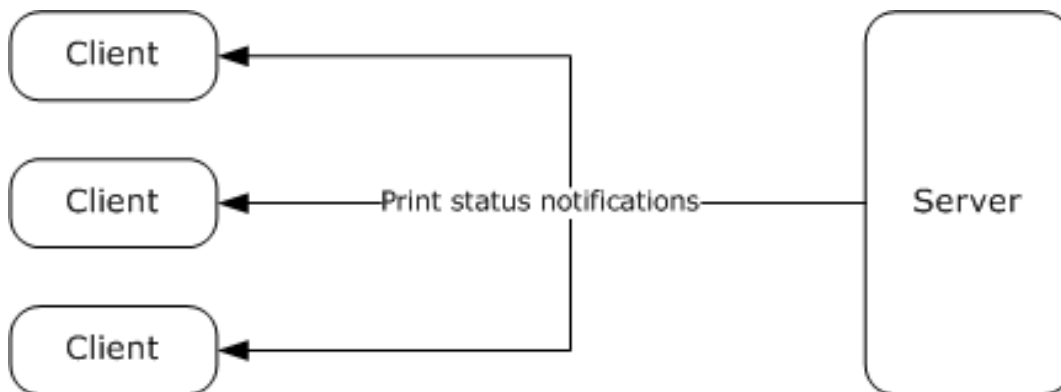 Client
Client
Print status notifications
Server
Client